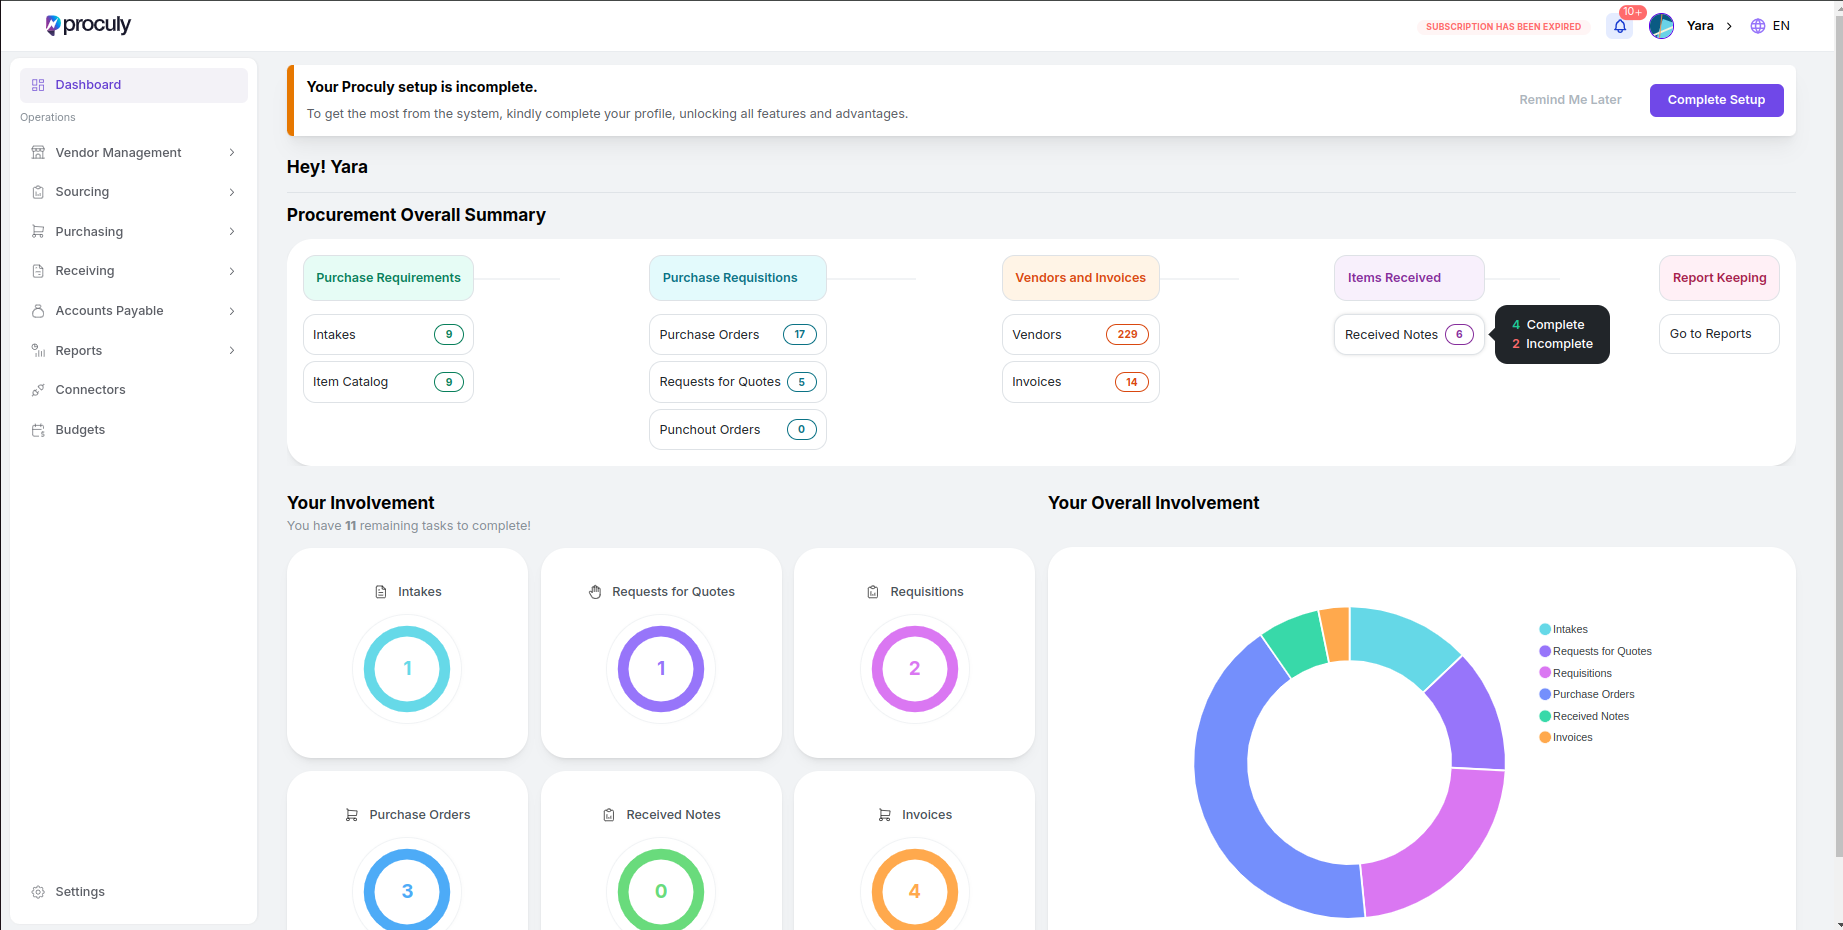 proculy
SUBSCRIPTION HAS BEEN EXPIRED
10+
Yara
EN
Dashboard
Operations
Vendor Management
Sourcing
Purchasing
Receiving
Accounts Payable
Reports
Connectors
Budgets
Settings
Your Proculy setup is incomplete.
To get the most from the system, kindly complete your profile, unlocking all features and advantages.
Remind Me Later
Complete Setup
Hey! Yara
Procurement Overall Summary
Purchase Requirements
Intakes 9
Item Catalog 9
Purchase Requisitions
Purchase Orders 17
Requests for Quotes 5
Punchout Orders 0
Vendors and Invoices
Vendors 229
Invoices 14
Items Received
Received Notes 6
4 Complete
2 Incomplete
Report Keeping
Go to Reports
Your Involvement
You have 11 remaining tasks to complete!
Intakes
1
Requests for Quotes
1
Requisitions
2
Purchase Orders
3
Received Notes
0
Invoices
4
Your Overall Involvement
Intakes
Requests for Quotes
Requisitions
Purchase Orders
Received Notes
Invoices